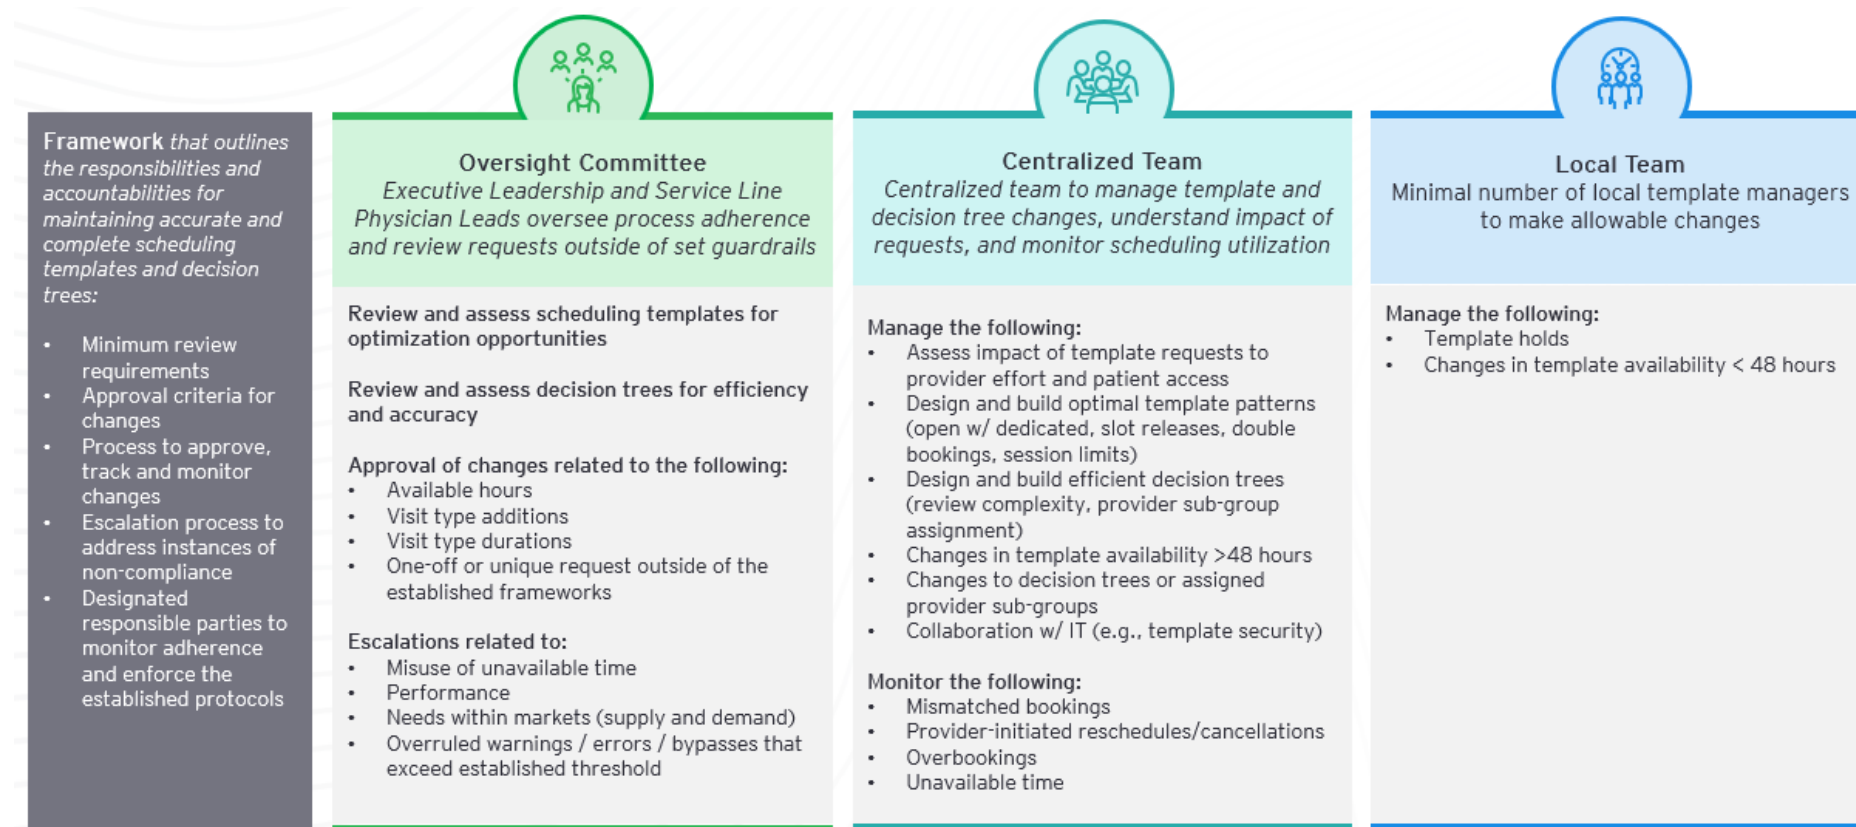 Framework that outlines
the responsibilities and
accountabilities for
maintaining accurate and
complete scheduling
templates and decision
trees:
• Minimum review
requirements
• Approval criteria for
changes
• Process to approve,
track and monitor
changes
• Escalation process to
address instances of
non-compliance
• Designated
responsible parties to
monitor adherence
and enforce the
established protocols
Oversight Committee
Executive Leadership and Service Line
Physician Leads oversee process adherence
and review requests outside of set guardrails
Review and assess scheduling templates for
optimization opportunities
Review and assess decision trees for efficiency
and accuracy
Approval of changes related to the following:
• Available hours
• Visit type additions
• Visit type durations
• One-off or unique request outside of the
established frameworks
Escalations related to:
• Misuse of unavailable time
• Performance
• Needs within markets (supply and demand)
• Overruled warnings / errors / bypasses that
exceed established threshold
Centralized Team
Centralized team to manage template and
decision tree changes, understand impact of
requests, and monitor scheduling utilization
Manage the following:
• Assess impact of template requests to
provider effort and patient access
• Design and build optimal template patterns
(open w/ dedicated, slot releases, double
bookings, session limits)
• Design and build efficient decision trees
(review complexity, provider sub-group
assignment)
• Changes in template availability >48 hours
• Changes to decision trees or assigned
provider sub-groups
• Collaboration w/ IT (e.g., template security)
Monitor the following:
• Mismatched bookings
• Provider-initiated reschedules/cancellations
• Overbookings
• Unavailable time
Local Team
Minimal number of local template managers
to make allowable changes
Manage the following:
• Template holds
• Changes in template availability < 48 hours